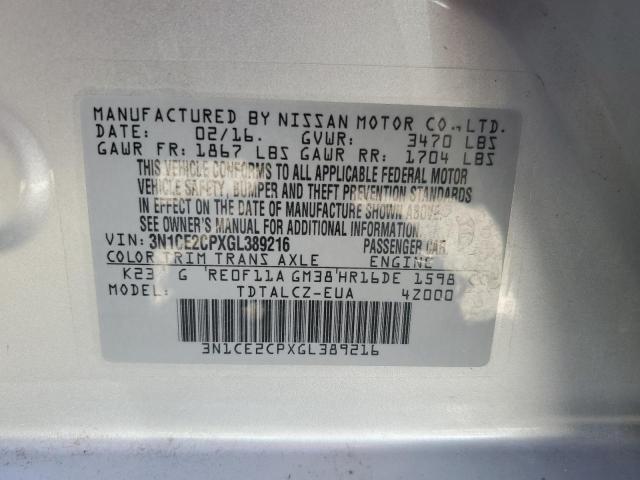 MANUFACTURED BY NISSAN MOTOR CO.,LTD.
DATE: 02/16. GVWR: 3470 LBS
GAWR FR: 1867 LBS GAWR RR: 1704 LBS
THIS VEHICLE CONFORMS TO ALL APPLICABLE FEDERAL MOTOR
VEHICLE SAFETY, BUMPER AND THEFT PREVENTION STANDARDS
IN EFFECT ON THE DATE OF MANUFACTURE SHOWN ABOVE.
SEE OWNER'S MANUAL FOR ADDITIONAL
VIN: 3N1CE2CPXGL389216 PASSENGER CAR
COLOR TRIM TRANS AXLE ENGINE
K23 G RE0F11A GM38 HR16DE 1598
MODEL: TDTALCZ-EUA 4Z000
3N1CE2CPXGL389216